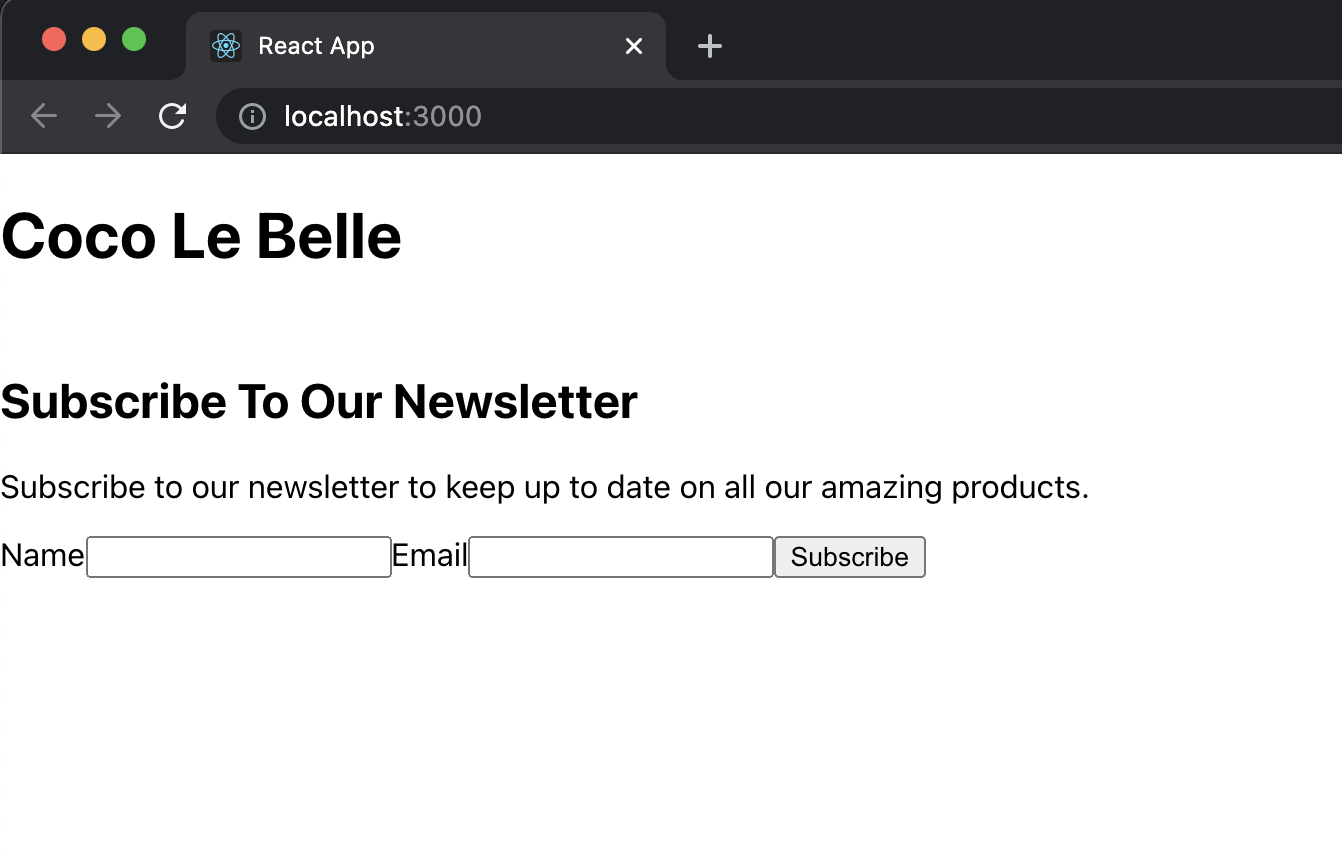 React App
localhost:3000
Coco Le Belle
Subscribe To Our Newsletter
Subscribe to our newsletter to keep up to date on all our amazing products.
Name Email Subscribe